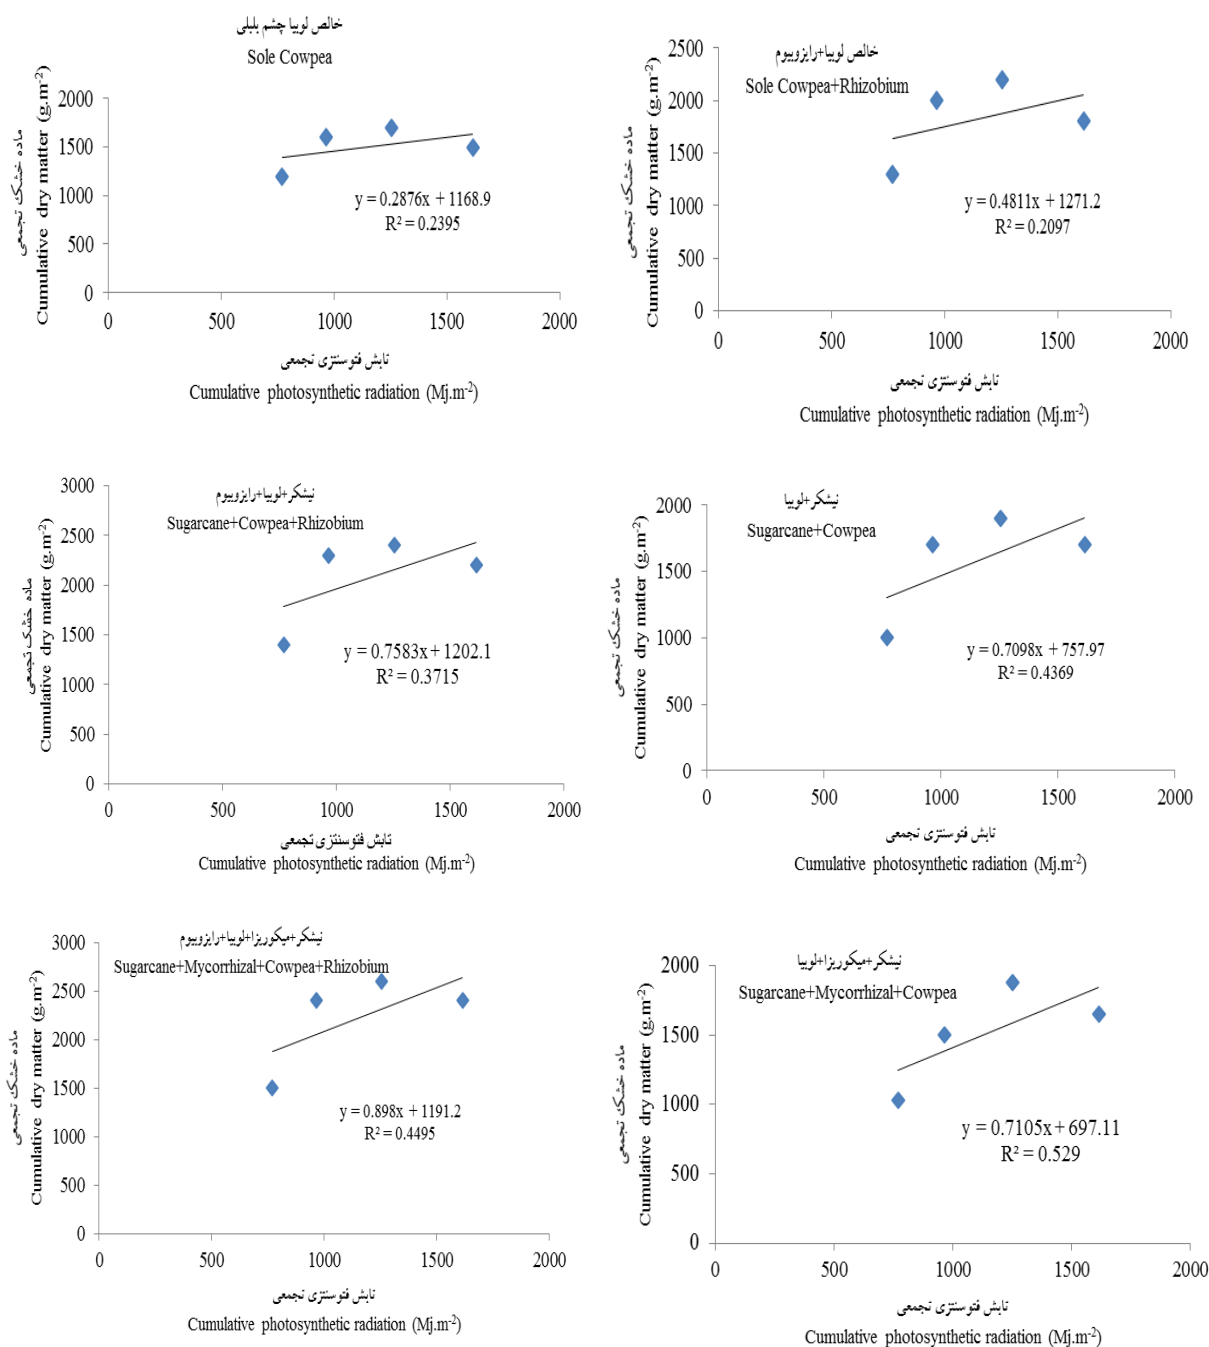 خالص لوبیا چشم بلبلی
Sole Cowpea
ماده خشک تجمعی
Cumulative dry matter (g.m-2)
2000
1500
1000
500
0
0 500 1000 1500 2000
y = 0.2876x + 1168.9
R² = 0.2395
تابش فتوسنتزی تجمعی
Cumulative photosynthetic radiation (Mj.m-2)
خالص لوبیا+رایزوبیوم
Sole Cowpea+Rhizobium
ماده خشک تجمعی
Cumulative dry matter (g.m-2)
2500
2000
1500
1000
500
0
0 500 1000 1500 2000
y = 0.4811x + 1271.2
R² = 0.2097
تابش فتوسنتزی تجمعی
Cumulative photosynthetic radiation (Mj.m-2)
نیشکر+لوبیا+رایزوبیوم
Sugarcane+Cowpea+Rhizobium
ماده خشک تجمعی
Cumulative dry matter (g.m-2)
3000
2500
2000
1500
1000
500
0
0 500 1000 1500 2000
y = 0.7583x + 1202.1
R² = 0.3715
تابش فتوسنتزی تجمعی
Cumulative photosynthetic radiation (Mj.m-2)
نیشکر+لوبیا
Sugarcane+Cowpea
ماده خشک تجمعی
Cumulative dry matter (g.m-2)
2000
1500
1000
500
0
0 500 1000 1500 2000
y = 0.7098x + 757.97
R² = 0.4369
تابش فتوسنتزی تجمعی
Cumulative photosynthetic radiation (Mj.m-2)
نیشکر+میکوریزا+لوبیا+رایزوبیوم
Sugarcane+Mycorrhizal+Cowpea+Rhizobium
ماده خشک تجمعی
Cumulative dry matter (g.m-2)
3000
2500
2000
1500
1000
500
0
0 500 1000 1500 2000
y = 0.898x + 1191.2
R² = 0.4495
تابش فتوسنتزی تجمعی
Cumulative photosynthetic radiation (Mj.m-2)
نیشکر+میکوریزا+لوبیا
Sugarcane+Mycorrhizal+Cowpea
ماده خشک تجمعی
Cumulative dry matter (g.m-2)
2000
1500
1000
500
0
0 500 1000 1500 2000
y = 0.7105x + 697.11
R² = 0.529
تابش فتوسنتزی تجمعی
Cumulative photosynthetic radiation (Mj.m-2)